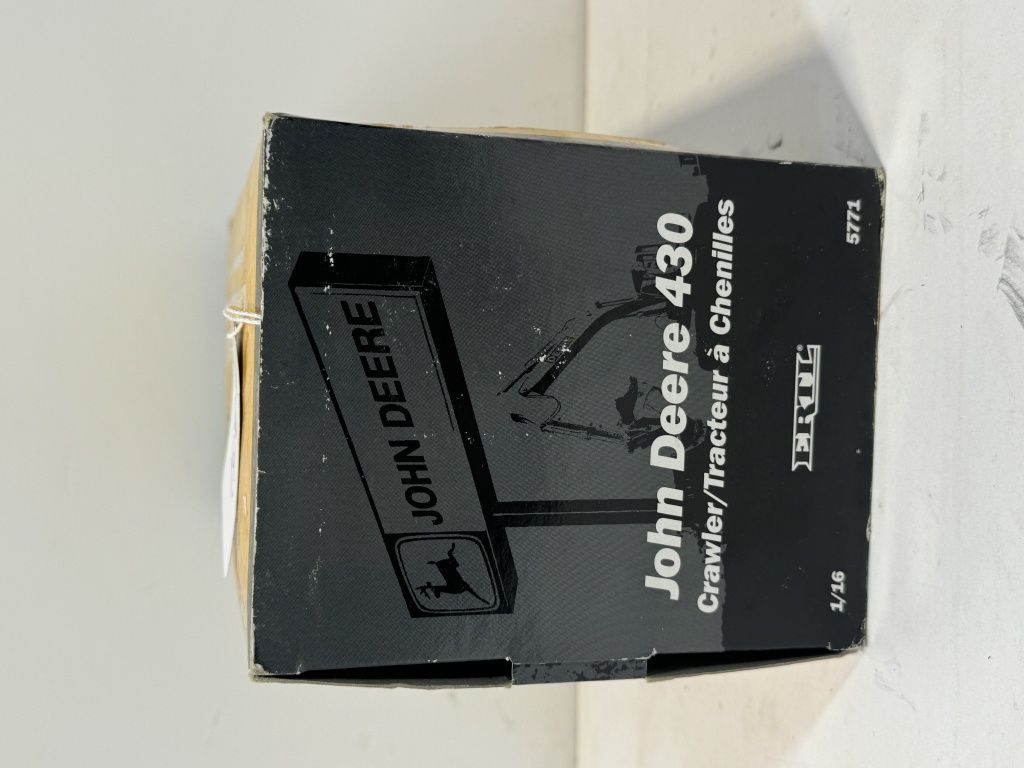 JOHN DEERE
John Deere 430
Crawler/Tracteur à Chenilles
ERTL®
1/16
5771